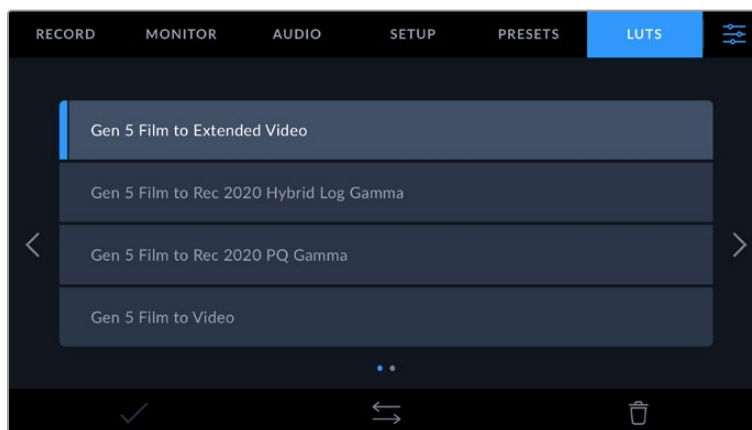 RECORD MONITOR AUDIO SETUP PRESETS LUTS
Gen 5 Film to Extended Video
Gen 5 Film to Rec 2020 Hybrid Log Gamma
Gen 5 Film to Rec 2020 PQ Gamma
Gen 5 Film to Video